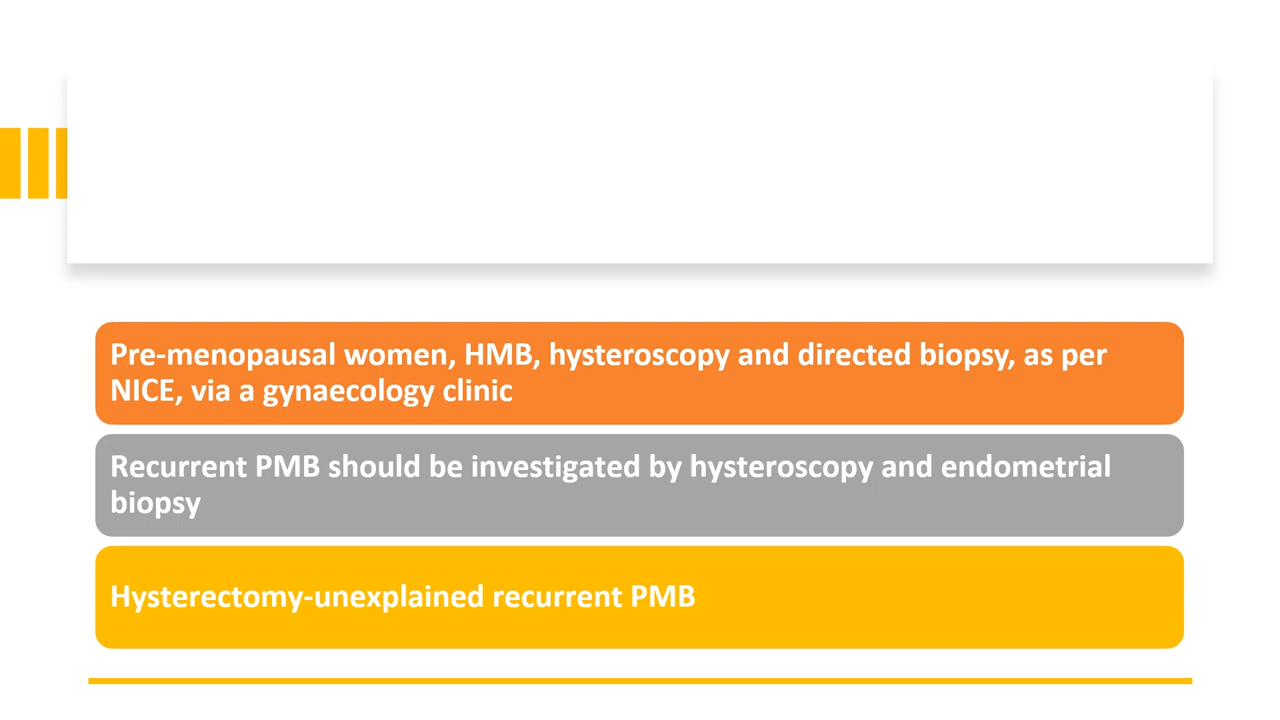 Pre-menopausal women, HMB, hysteroscopy and directed biopsy, as per
NICE, via a gynaecology clinic
Recurrent PMB should be investigated by hysteroscopy and endometrial
biopsy
Hysterectomy-unexplained recurrent PMB